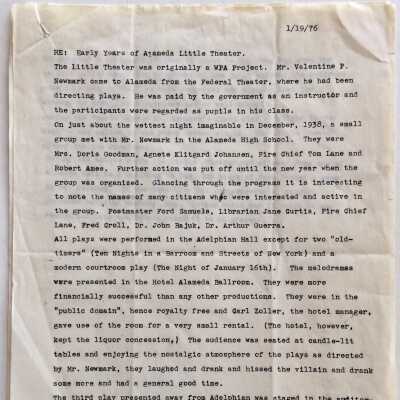 1/19/76
RE: Early Years of Alameda Little Theater.
The Little Theater was originally a WPA Project. Mr. Valentine P.
Newmark came to Alameda from the Federal Theater, where he had been
directing plays. He was paid by the government as an instructor and
the participants were regarded as pupils in his class.
On just about the wettest night imaginable in December, 1938, a small
group met with Mr. Newmark in the Alameda High School. They were
Mrs. Doris Goodman, Agnete Klitgard Johansen, Fire Chief Tom Lane and
Robert Ames. Further action was put off until the new year when the
group was organized. Glancing through the programs it is interesting
to note the names of many citizens who were interested and active in
the group. Postmaster Ford Samuels, Librarian Jane Curtis, Fire Chief
Lane, Fred Croll, Dr. John Bajuk, Dr. Arthur Guerra.
All plays were performed in the Adelphian Hall except for two "old-
timers" (Ten Nights in a Barroom and Streets of New York) and a
modern courtroom play (The Night of January 16th). The melodramas
were presented in the Hotel Alameda Ballroom. They were more
financially successful than any other productions. They were in the
"public domain", hence royalty free and Carl Zoller, the hotel manager,
gave use of the room for a very small rental. (The hotel, however,
kept the liquor concession,) The audience was seated at candle-lit
tables and enjoying the nostalgic atmosphere of the plays as directed
by Mr. Newmark, they laughed and drank and hissed the villain and drank
some more and had a general good time.
The third play presented away from Adelphian was staged in the